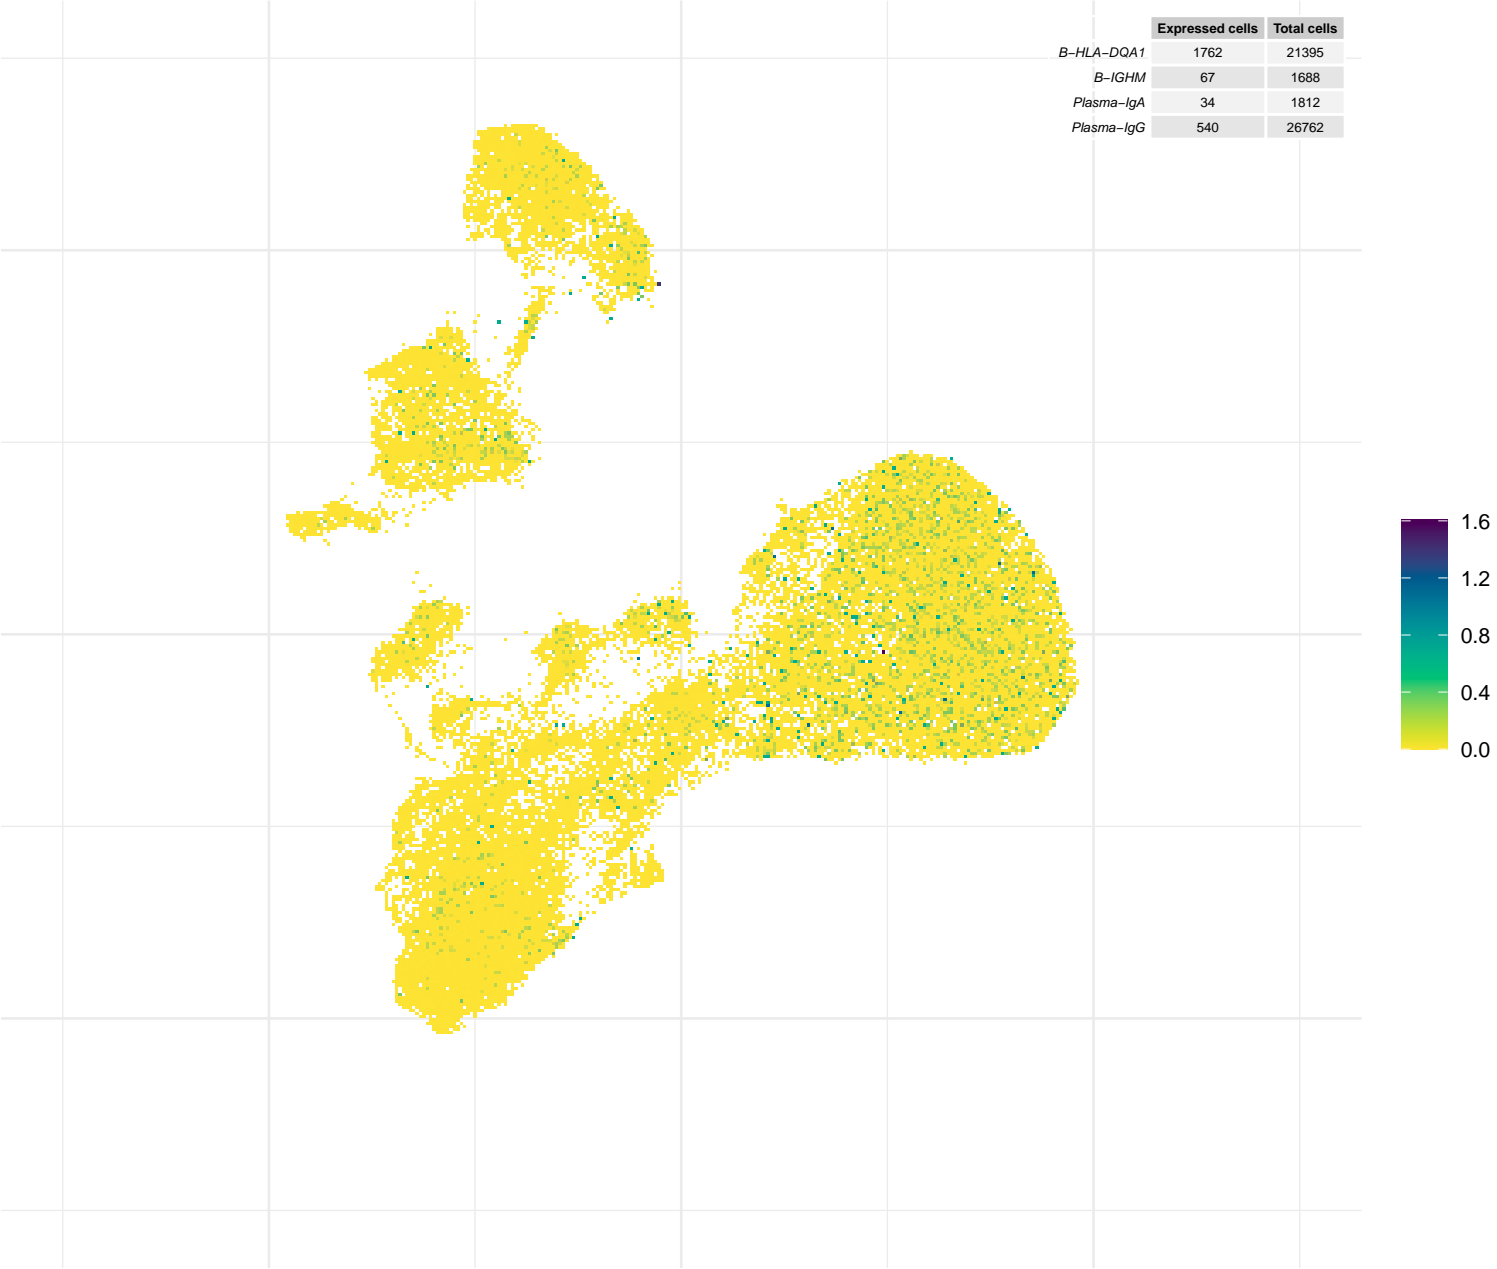 Expressed cells Total cells
B−HLA−DQA1 1762 21395
B−IGHM 67 1688
Plasma−IgA 34 1812
Plasma−IgG 540 26762
1.6
1.2
0.8
0.4
0.0